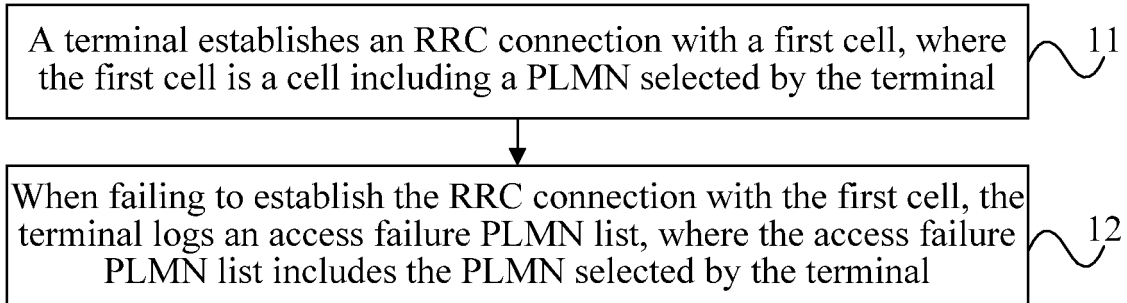 A terminal establishes an RRC connection with a first cell, where
the first cell is a cell including a PLMN selected by the terminal
11
When failing to establish the RRC connection with the first cell, the
terminal logs an access failure PLMN list, where the access failure
PLMN list includes the PLMN selected by the terminal
12